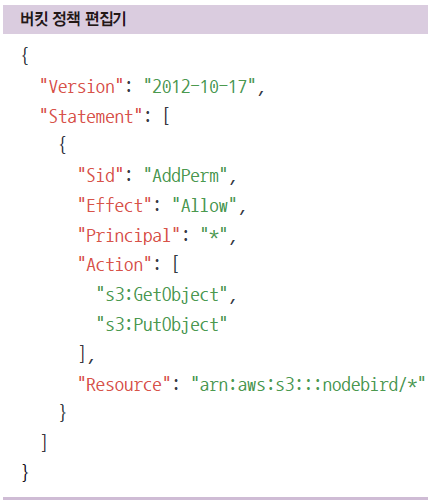 버킷 정책 편집기
{
  "Version": "2012-10-17",
  "Statement": [
    {
      "Sid": "AddPerm",
      "Effect": "Allow",
      "Principal": "*",
      "Action": [
        "s3:GetObject",
        "s3:PutObject"
      ],
      "Resource": "arn:aws:s3:::nodebird/*"
    }
  ]
}